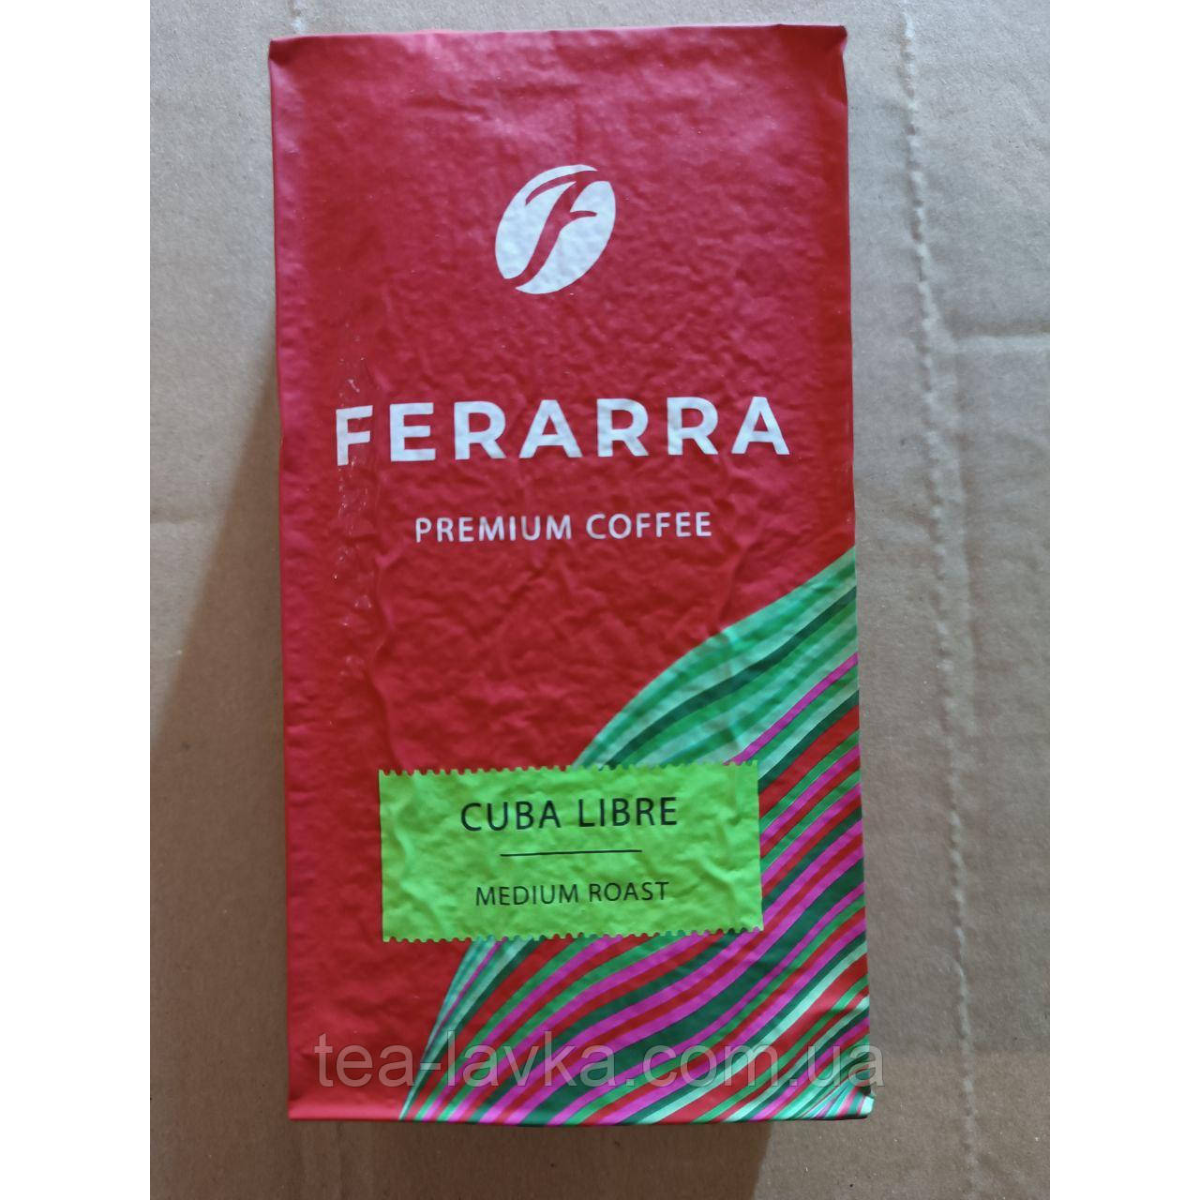 FERARRA
PREMIUM COFFEE
CUBA LIBRE
MEDIUM ROAST
tea-lavka.com.ua